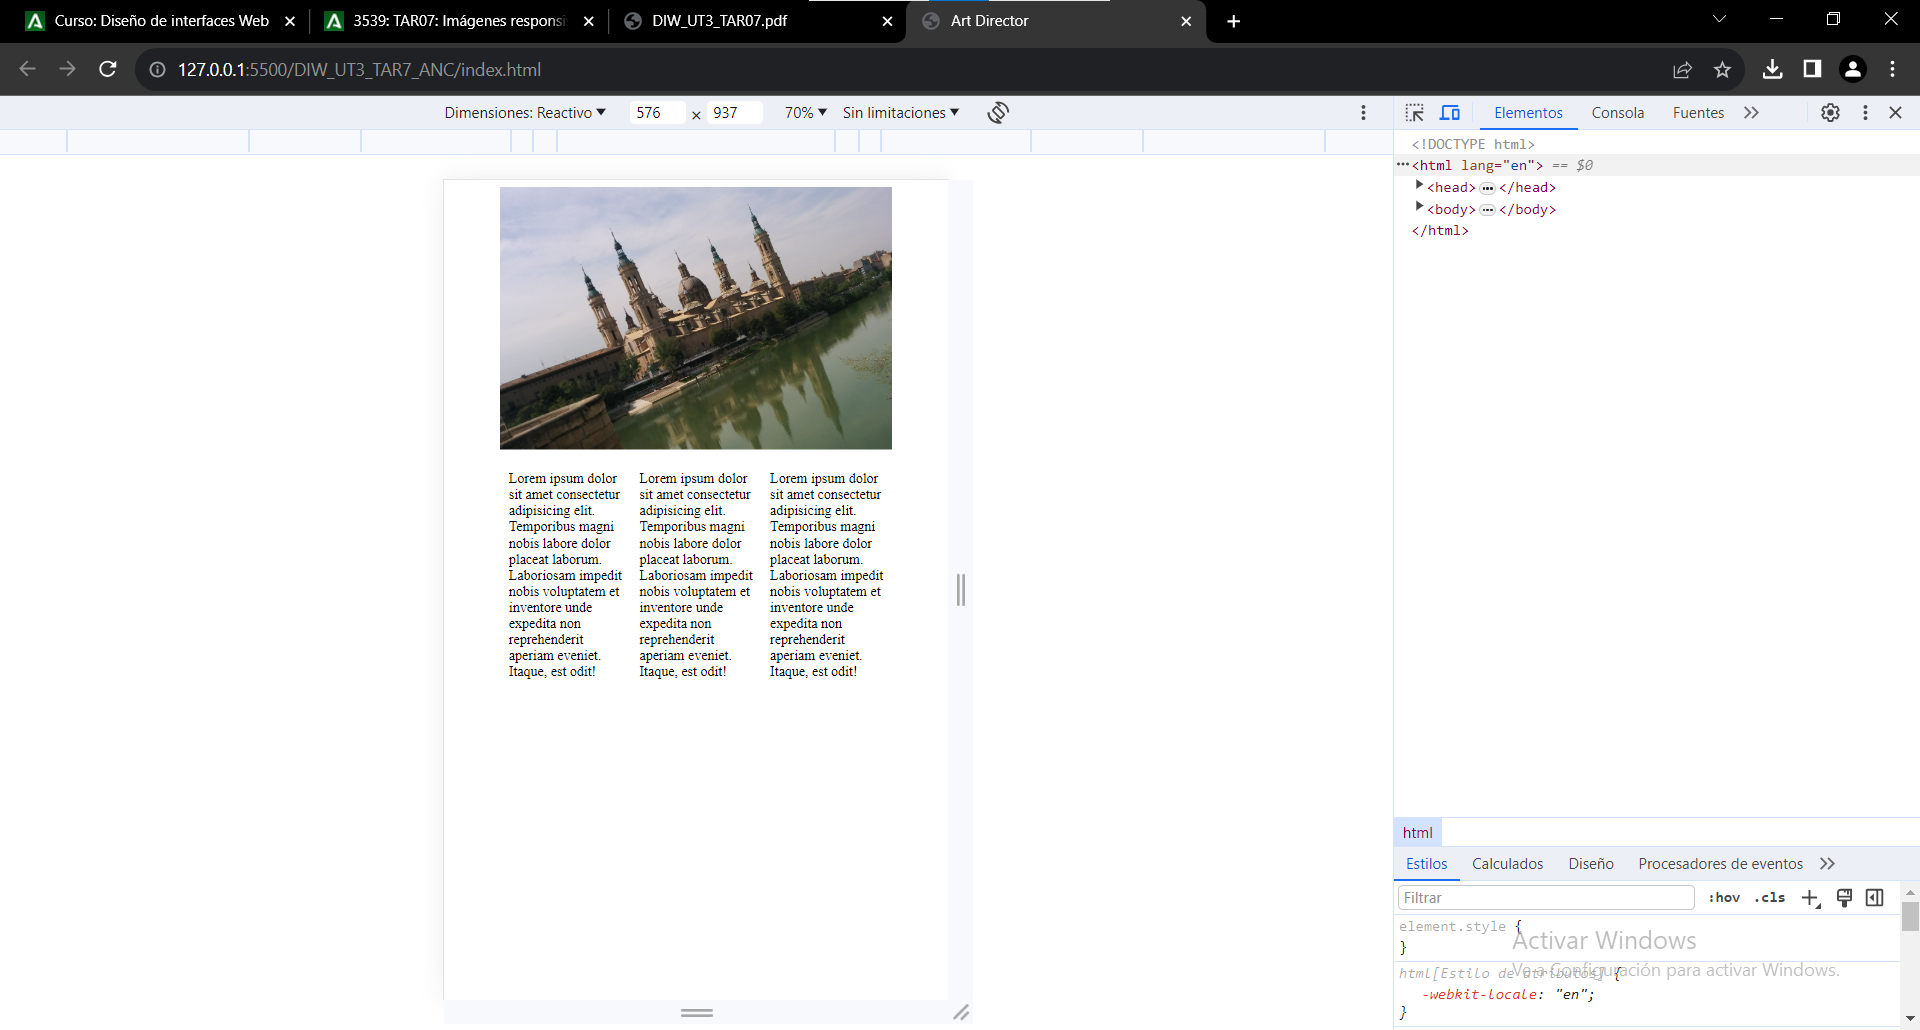 Curso: Diseño de interfaces Web
3539: TAR07: Imágenes responsi
DIW_UT3_TAR07.pdf
Art Director
127.0.0.1:5500/DIW_UT3_TAR7_ANC/index.html
Dimensiones: Reactivo ▼ 576 × 937 70% ▼ Sin limitaciones ▼
Elementos Consola Fuentes
<!DOCTYPE html>
<html lang="en"> == $0
<head> … </head>
<body> … </body>
</html>
Lorem ipsum dolor
sit amet consectetur
adipisicing elit.
Temporibus magni
nobis labore dolor
placeat laborum.
Laboriosam impedit
nobis voluptatem et
inventore unde
expedita non
reprehenderit
aperiam eveniet.
Itaque, est odit!
Lorem ipsum dolor
sit amet consectetur
adipisicing elit.
Temporibus magni
nobis labore dolor
placeat laborum.
Laboriosam impedit
nobis voluptatem et
inventore unde
expedita non
reprehenderit
aperiam eveniet.
Itaque, est odit!
Lorem ipsum dolor
sit amet consectetur
adipisicing elit.
Temporibus magni
nobis labore dolor
placeat laborum.
Laboriosam impedit
nobis voluptatem et
inventore unde
expedita non
reprehenderit
aperiam eveniet.
Itaque, est odit!
html
Estilos Calculados Diseño Procesadores de eventos
Filtrar :hov .cls
element.style {
}
html[Estilo de atributos] {
-webkit-locale: "en";
}
Activar Windows
Ve a Configuración para activar Windows.